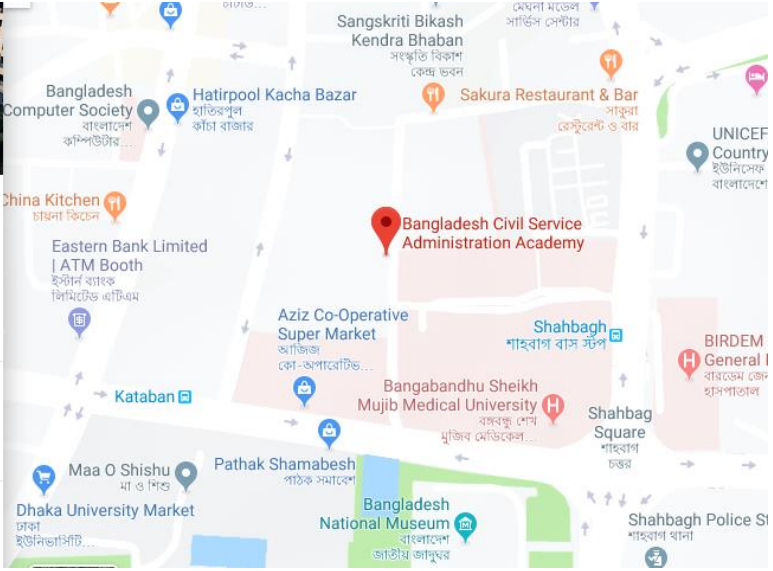 মেঘনা মডেল
সার্ভিস সেন্টার
Sangskriti Bikash
Kendra Bhaban
সংস্কৃতি বিকাশ
কেন্দ্র ভবন
Bangladesh
Computer Society
বাংলাদেশ
কম্পিউটার...
Hatirpool Kacha Bazar
হাতিরপুল
কাঁচা বাজার
Sakura Restaurant & Bar
সাকুরা
রেস্টুরেন্ট ও বার
UNICEF
Country
ইউনিসেফ
বাংলাদেশে
China Kitchen
চায়না কিচেন
Bangladesh Civil Service
Administration Academy
Eastern Bank Limited
| ATM Booth
ইস্টার্ন ব্যাংক
লিমিটেড এটিএম
Aziz Co-Operative
Super Market
আজিজ
কো-অপারেটিভ...
Shahbagh
শাহবাগ বাস স্টপ
BIRDEM
General
বারডেম জেন
হাসপাতাল
Kataban
Bangabandhu Sheikh
Mujib Medical University
বঙ্গবন্ধু শেখ
মুজিব মেডিকেল...
Shahbag
Square
শাহবাগ
চত্তর
Maa O Shishu
মা ও শিশু
Pathak Shamabesh
পাঠক সমাবেশ
Dhaka University Market
ঢাকা
ইউনিভার্সিটি...
Bangladesh
National Museum
বাংলাদেশ
জাতীয় জাদুঘর
Shahbagh Police St
শাহবাগ থানা